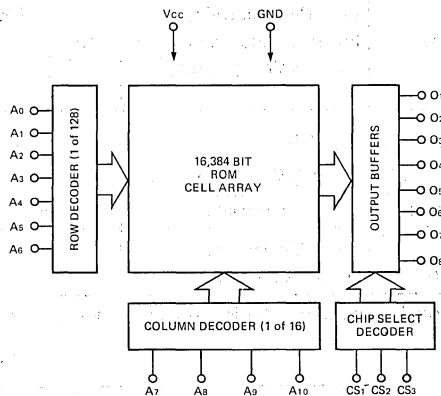 Vcc
GND
A0
A1
A2
A3
A4
A5
A6
ROW DECODER (1 of 128)
16,384 BIT
ROM
CELL ARRAY
OUTPUT BUFFERS
O1
O2
O3
O4
O5
O6
O7
O8
COLUMN DECODER (1 of 16)
CHIP SELECT
DECODER
A7
A8
A9
A10
CS1
CS2
CS3